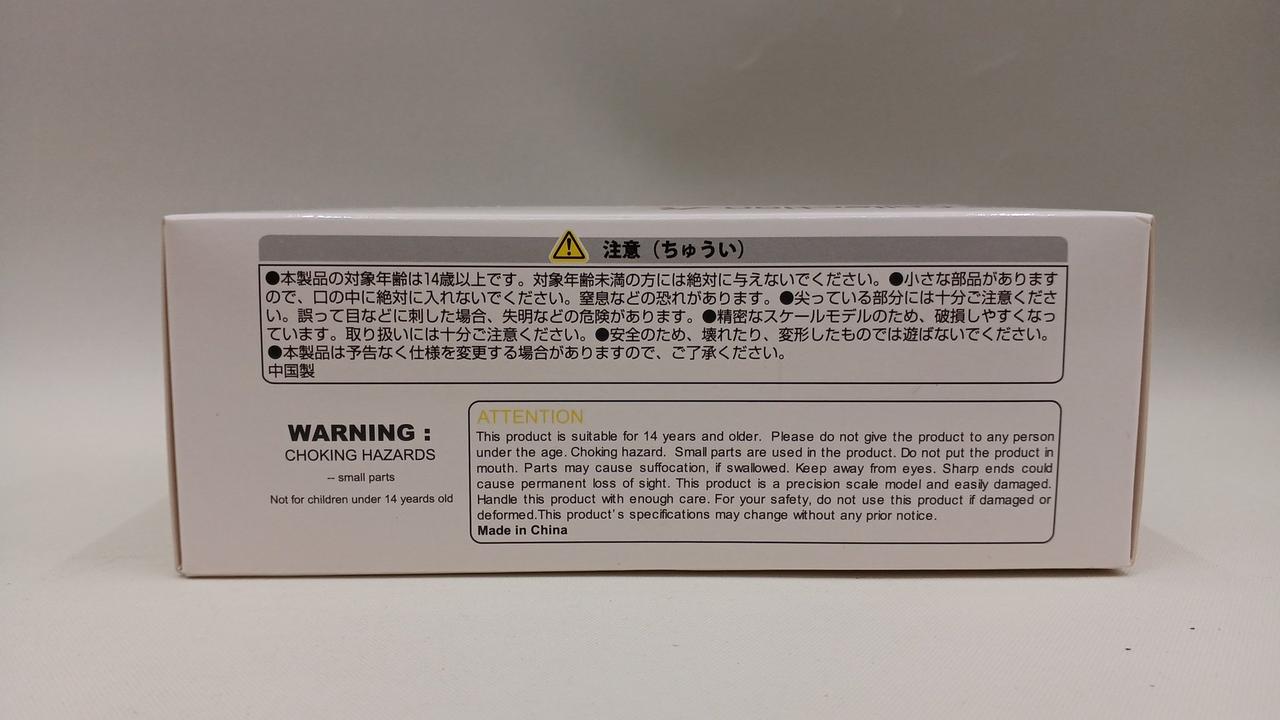 注意（ちゅうい）
●本製品の対象年齢は14歳以上です。対象年齢未満の方には絶対に与えないでください。●小さな部品があります
ので、口の中に絶対に入れないでください。窒息などの恐れがあります。●尖っている部分には十分ご注意くださ
い。誤って目などに刺した場合、失明などの危険があります。●精密なスケールモデルのため、破損しやすくなっ
ています。取り扱いには十分ご注意ください。●安全のため、壊れたり、変形したものでは遊ばないでください。
●本製品は予告なく仕様を変更する場合がありますので、ご了承ください。
中国製
WARNING :
CHOKING HAZARDS
-- small parts
Not for children under 14 yeards old
ATTENTION
This product is suitable for 14 years and older. Please do not give the product to any person
under the age. Choking hazard. Small parts are used in the product. Do not put the product in
mouth. Parts may cause suffocation, if swallowed. Keep away from eyes. Sharp ends could
cause permanent loss of sight. This product is a precision scale model and easily damaged.
Handle this product with enough care. For your safety, do not use this product if damaged or
deformed.This product's specifications may change without any prior notice.
Made in China